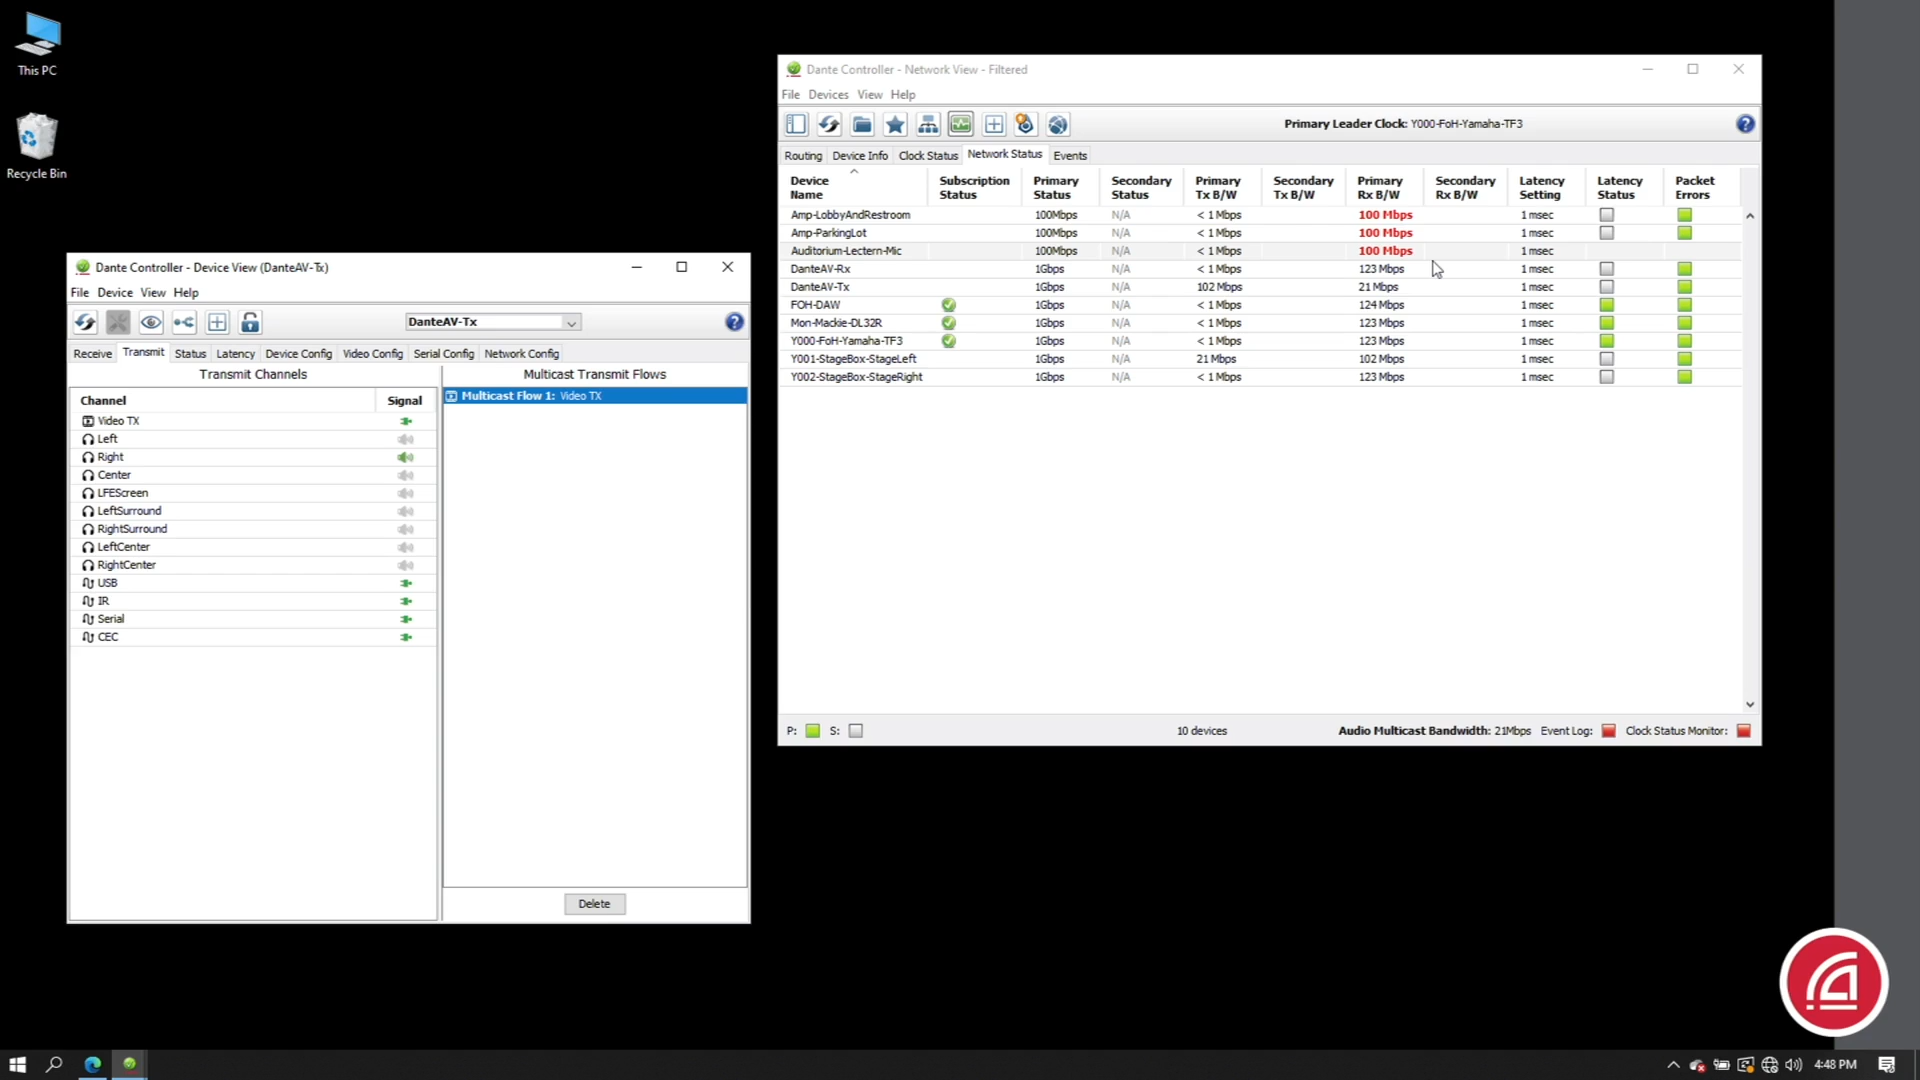 This PC
Recycle Bin
Dante Controller - Network View - Filtered
File Devices View Help
Primary Leader Clock: Y000-FoH-Yamaha-TF3
Routing Device Info Clock Status Network Status Events
Device Name Subscription Status Primary Status Secondary Status Primary Tx B/W Secondary Tx B/W Primary Rx B/W Secondary Rx B/W Latency Setting Latency Status Packet Errors
Amp-LobbyAndRestroom 100Mbps N/A < 1 Mbps 100 Mbps 1 msec
Amp-ParkingLot 100Mbps N/A < 1 Mbps 100 Mbps 1 msec
Auditorium-Lectern-Mic 100Mbps N/A < 1 Mbps 100 Mbps 1 msec
DanteAV-Rx 1Gbps N/A < 1 Mbps 123 Mbps 1 msec
DanteAV-Tx 1Gbps N/A 102 Mbps 21 Mbps 1 msec
FOH-DAW 1Gbps N/A < 1 Mbps 124 Mbps 1 msec
Mon-Mackie-DL32R 1Gbps N/A < 1 Mbps 123 Mbps 1 msec
Y000-FoH-Yamaha-TF3 1Gbps N/A < 1 Mbps 123 Mbps 1 msec
Y001-StageBox-StageLeft 1Gbps N/A 21 Mbps 102 Mbps 1 msec
Y002-StageBox-StageRight 1Gbps N/A < 1 Mbps 123 Mbps 1 msec
P: S: 10 devices Audio Multicast Bandwidth: 21Mbps Event Log: Clock Status Monitor:
Dante Controller - Device View (DanteAV-Tx)
File Device View Help
DanteAV-Tx
Receive Transmit Status Latency Device Config Video Config Serial Config Network Config
Transmit Channels
Channel Signal
Video TX
Left
Right
Center
LFEScreen
LeftSurround
RightSurround
LeftCenter
RightCenter
USB
IR
Serial
CEC
Multicast Transmit Flows
Multicast Flow 1: Video TX
Delete
4:48 PM